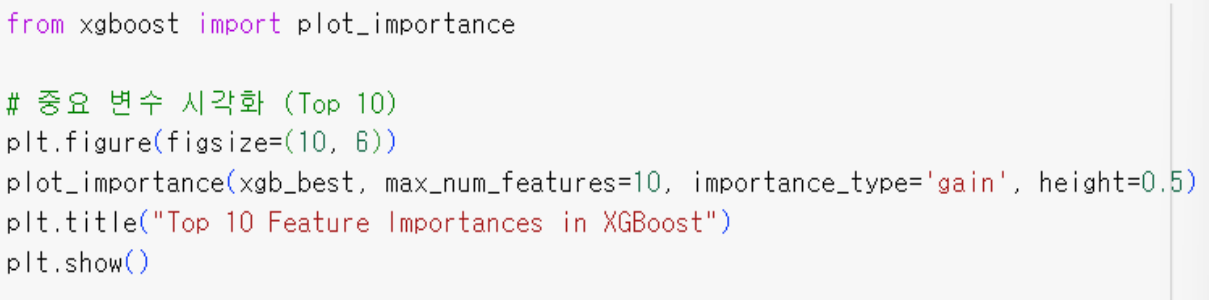 from xgboost import plot_importance
# 중요 변수 시각화 (Top 10)
plt.figure(figsize=(10, 6))
plot_importance(xgb_best, max_num_features=10, importance_type='gain', height=0.5)
plt.title("Top 10 Feature Importances in XGBoost")
plt.show()